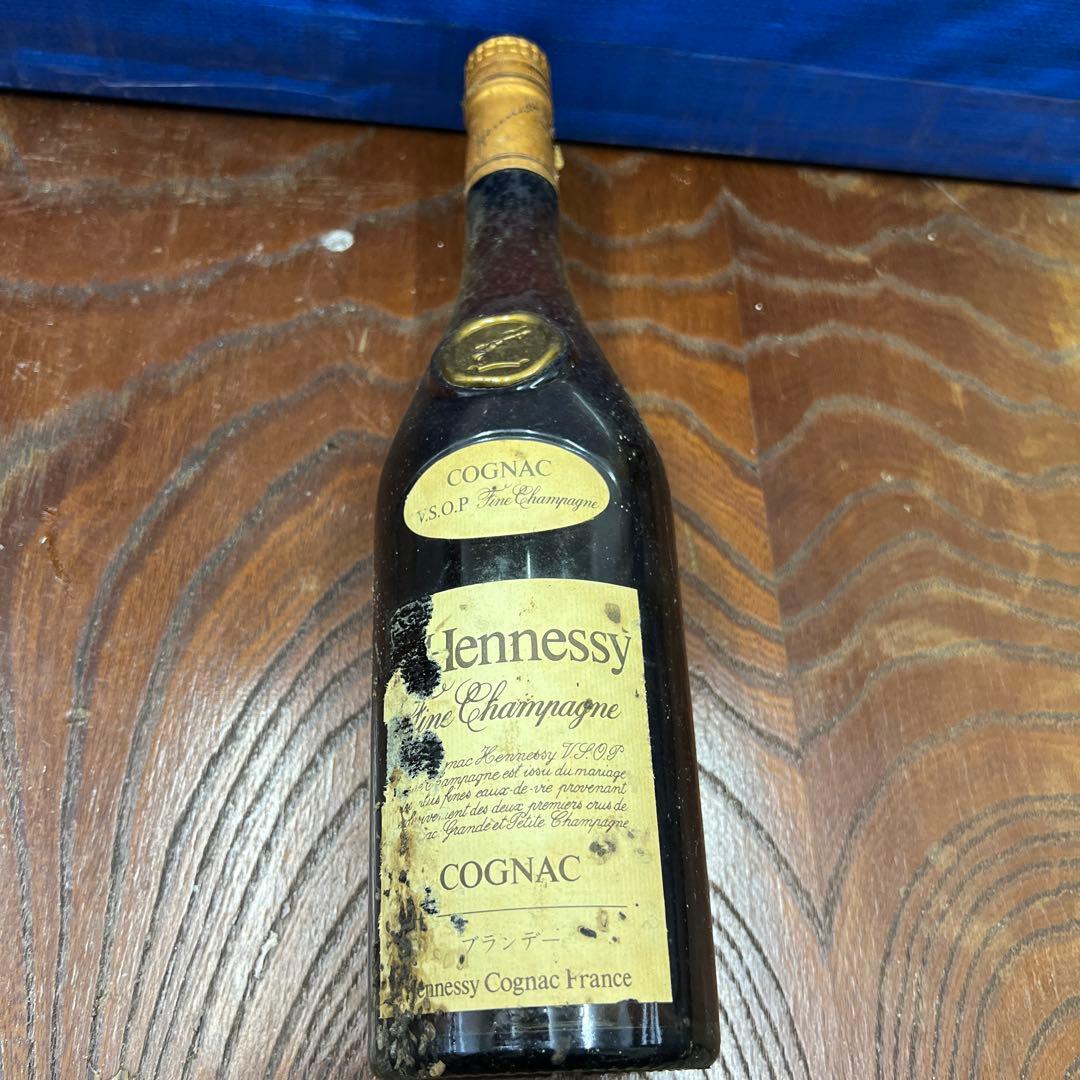 COGNAC
V.S.O.P Fine Champagne
Hennessy
Fine Champagne
Hennessy V.S.O.P
Champagne est issu du mariage
fines eaux-de-vie provenant
des deux premiers crus de
Grande et Petite Champagne
COGNAC
ブランデー
Hennessy Cognac France